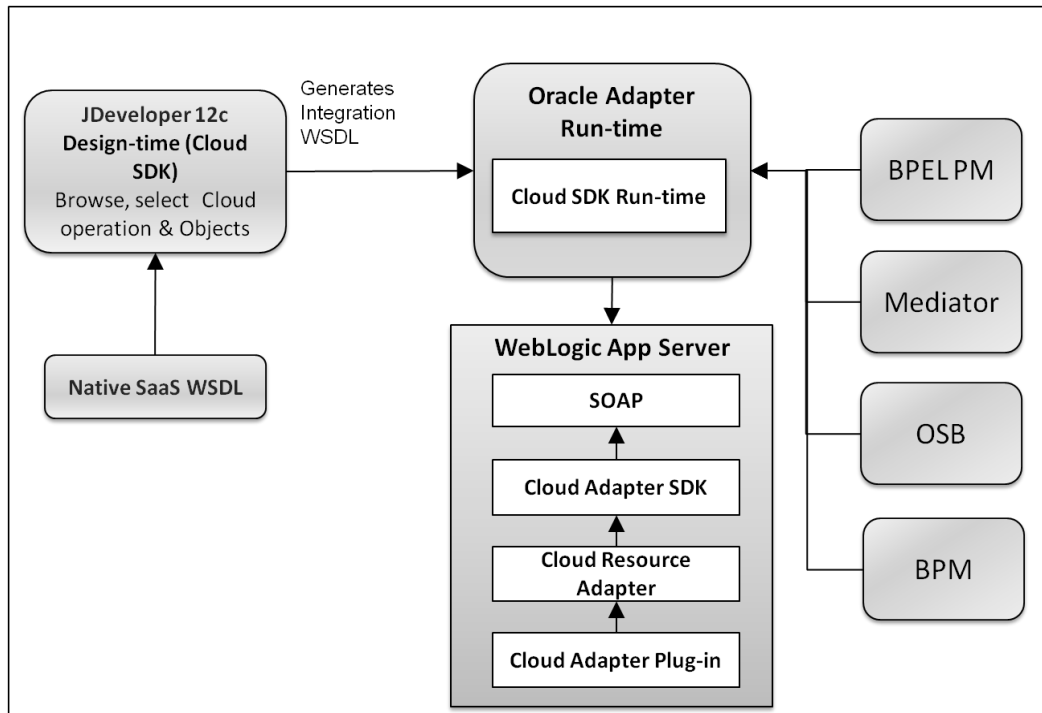 JDeveloper 12c
Design-time (Cloud
SDK)
Browse, select Cloud
operation & Objects
Native SaaS WSDL
Generates
Integration
WSDL
Oracle Adapter
Run-time
Cloud SDK Run-time
WebLogic App Server
SOAP
Cloud Adapter SDK
Cloud Resource
Adapter
Cloud Adapter Plug-in
BPEL PM
Mediator
OSB
BPM